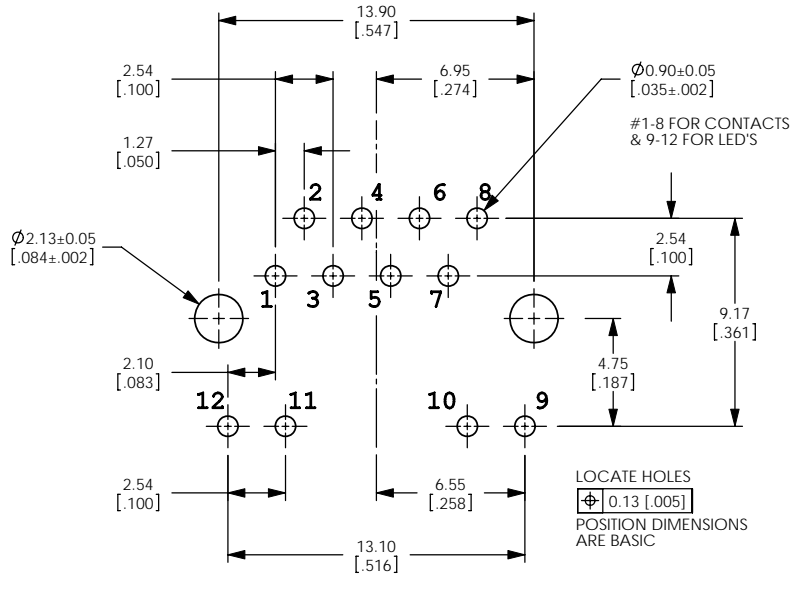 13.90
[.547]
2.54
[.100]
6.95
[.274]
Ø0.90±0.05
[.035±.002]
#1-8 FOR CONTACTS
& 9-12 FOR LED'S
1.27
[.050]
2 4 6 8
Ø2.13±0.05
[.084±.002]
2.54
[.100]
1 3 5 7
9.17
[.361]
2.10
[.083]
4.75
[.187]
12 11 10 9
2.54
[.100]
6.55
[.258]
LOCATE HOLES
⌖ 0.13 [.005]
POSITION DIMENSIONS
ARE BASIC
13.10
[.516]